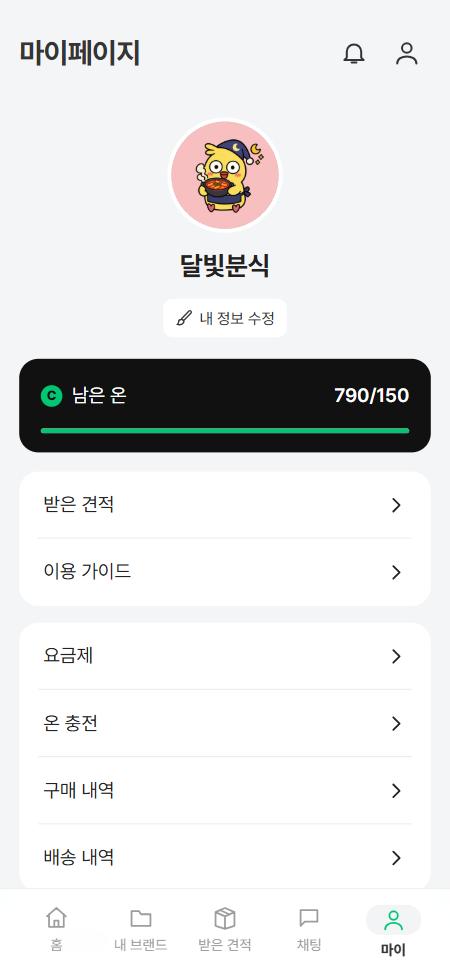 마이페이지
달빛분식
내 정보 수정
C 남은 온 790/150
받은 견적
이용 가이드
요금제
온 충전
구매 내역
배송 내역
홈 내 브랜드 받은 견적 채팅 마이